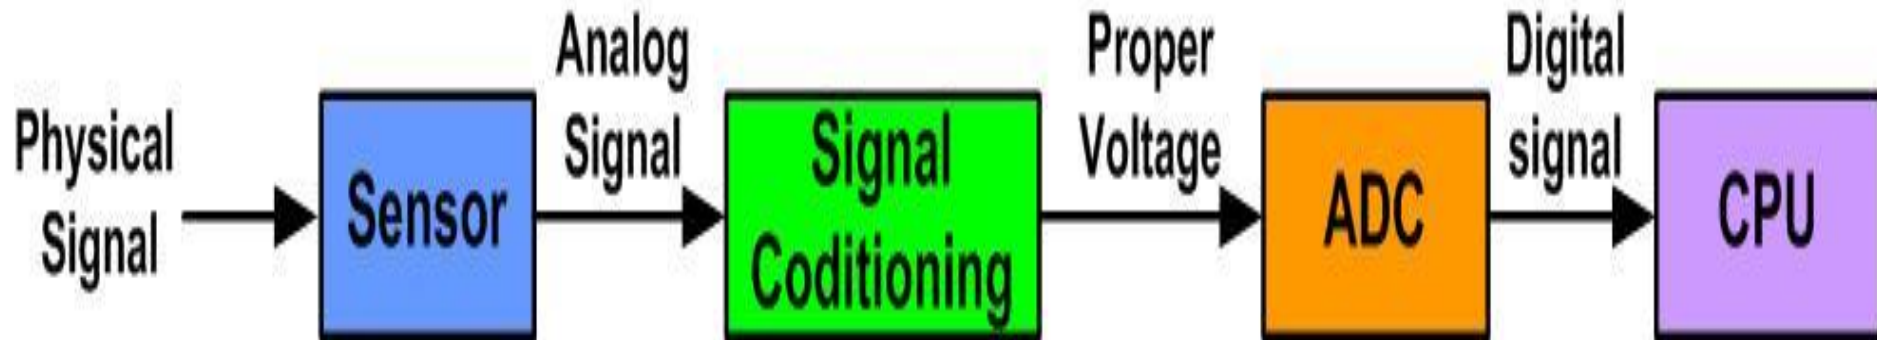 Physical
Signal
Sensor
Analog
Signal
Signal
Coditioning
Proper
Voltage
ADC
Digital
signal
CPU